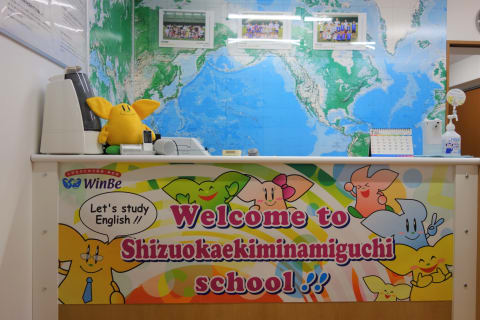 WinBe
Let's study
English!!
Welcome to
Shizuokaekiminamiguchi
school!!